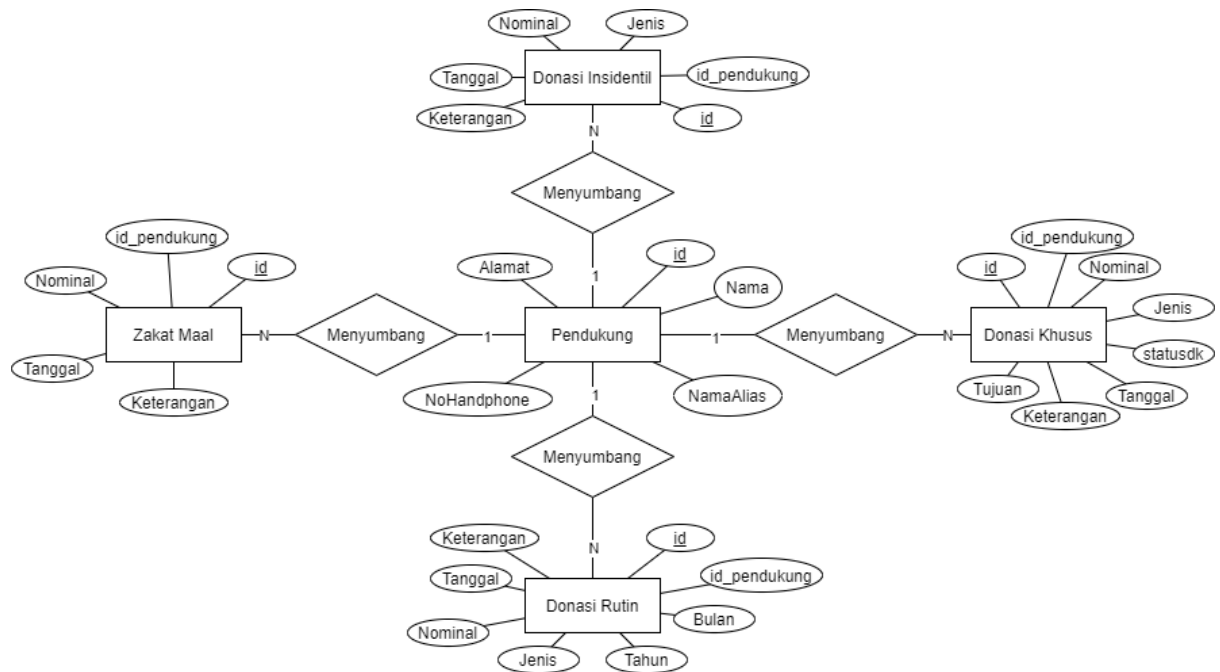 Nominal
Jenis
Tanggal
Donasi Insidentil
id_pendukung
Keterangan
id
N
Menyumbang
1
id_pendukung
id
Nominal
Zakat Maal
Tanggal
Keterangan
N
Menyumbang
1
Alamat
id
Nama
Pendukung
NoHandphone
NamaAlias
1
Menyumbang
N
id_pendukung
id
Nominal
Jenis
Donasi Khusus
statusdk
Tujuan
Tanggal
Keterangan
1
Menyumbang
N
Keterangan
id
Tanggal
id_pendukung
Donasi Rutin
Nominal
Bulan
Jenis
Tahun